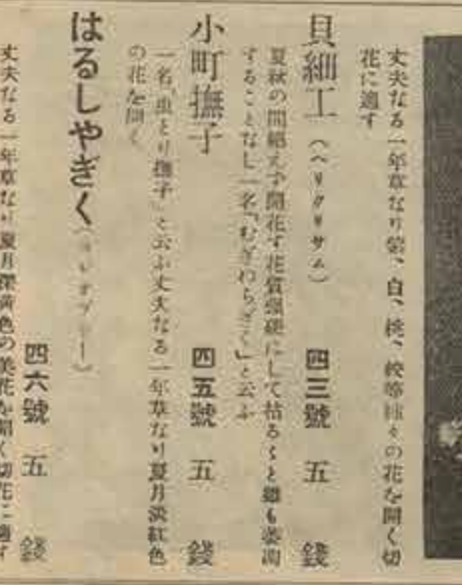 丈夫なる一年草なり紫、白、桃、絞等種々の花を開く切
花に適す
貝細工(ヘリクリサム) 四三號 五 錢
夏秋の間絶えず開花す花質强硬にして枯るゝと雖も萎凋
することなし一名「むぎわらぎく」と云ふ
小町撫子 四五號 五 錢
一名「虫とり撫子」と云ふ丈夫なる一年草なり夏月淡紅色
の花を開く
はるしやぎく 四六號 五 錢
丈夫なる一年草なり夏月深黄色の美花を開く切花に適す